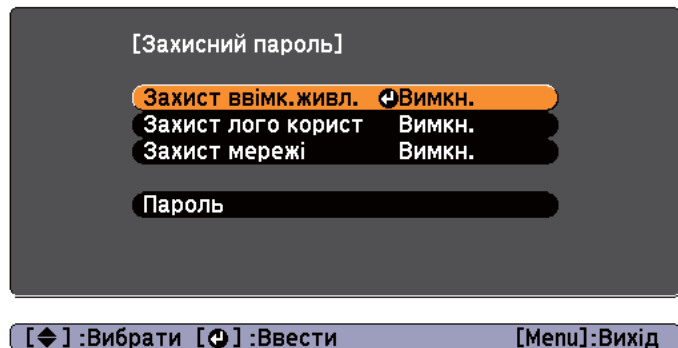 [Захисний пароль]
Захист ввімк.живл. Вимкн.
Захист лого корист Вимкн.
Захист мережі Вимкн.
Пароль
[◆] :Вибрати [⏎] :Ввести [Menu]:Вихід